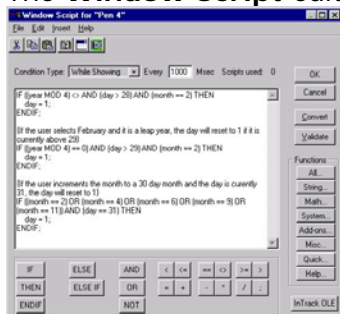 The Window Script edit
Window Script for "Pen 4"
File Edit Insert Help
Condition Type: While Showing Every 1000 Msec Scripts used: 0
OK
Cancel
Convert
Validate
IF ((year MOD 4) <> AND (day > 28) AND (month == 2) THEN
day = 1;
ENDIF;
{If the user selects February and it is a leap year, the day will reset to 1 if it is
currently above 29}
IF ((year MOD 4) == 0) AND (day > 29) AND (month == 2) THEN
day = 1;
ENDIF;
{If the user increments the month to a 30 day month and the day is curently
31, the day will reset to 1}
IF ((month == 2) OR (month == 4) OR (month == 6) OR (month == 9) OR
(month == 11)) AND (day == 31) THEN
day = 1;
ENDIF;
Functions
All...
String...
Math...
System...
Add-ons...
Misc...
Quick...
Help...
IF ELSE AND < <= == <> >= >
THEN ELSE IF OR = + - * / ;
ENDIF NOT
InTrack OLE